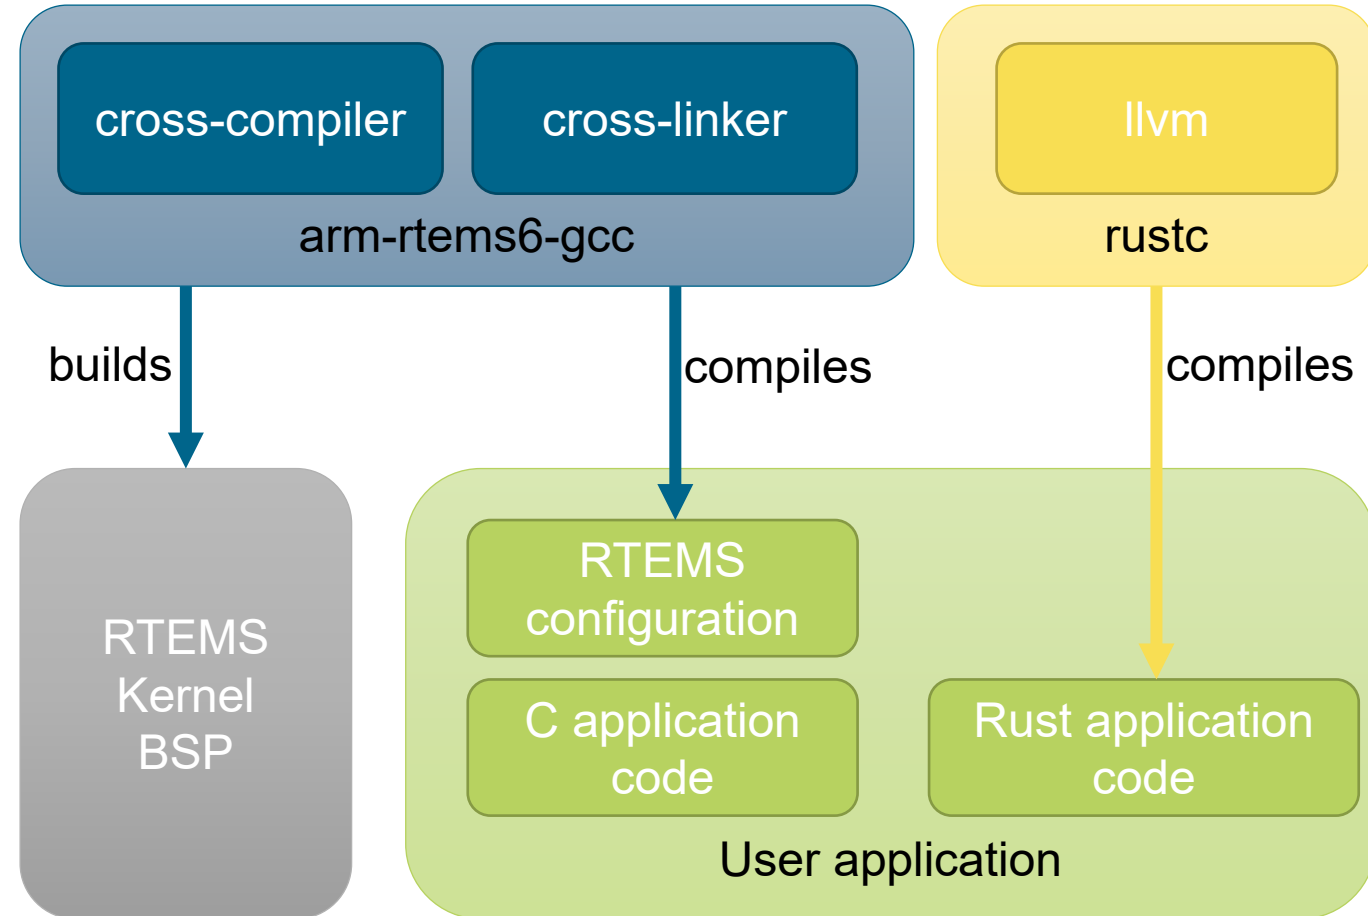 cross-compiler
cross-linker
arm-rtems6-gcc
llvm
rustc
builds
compiles
compiles
RTEMS
Kernel
BSP
RTEMS
configuration
C application
code
Rust application
code
User application